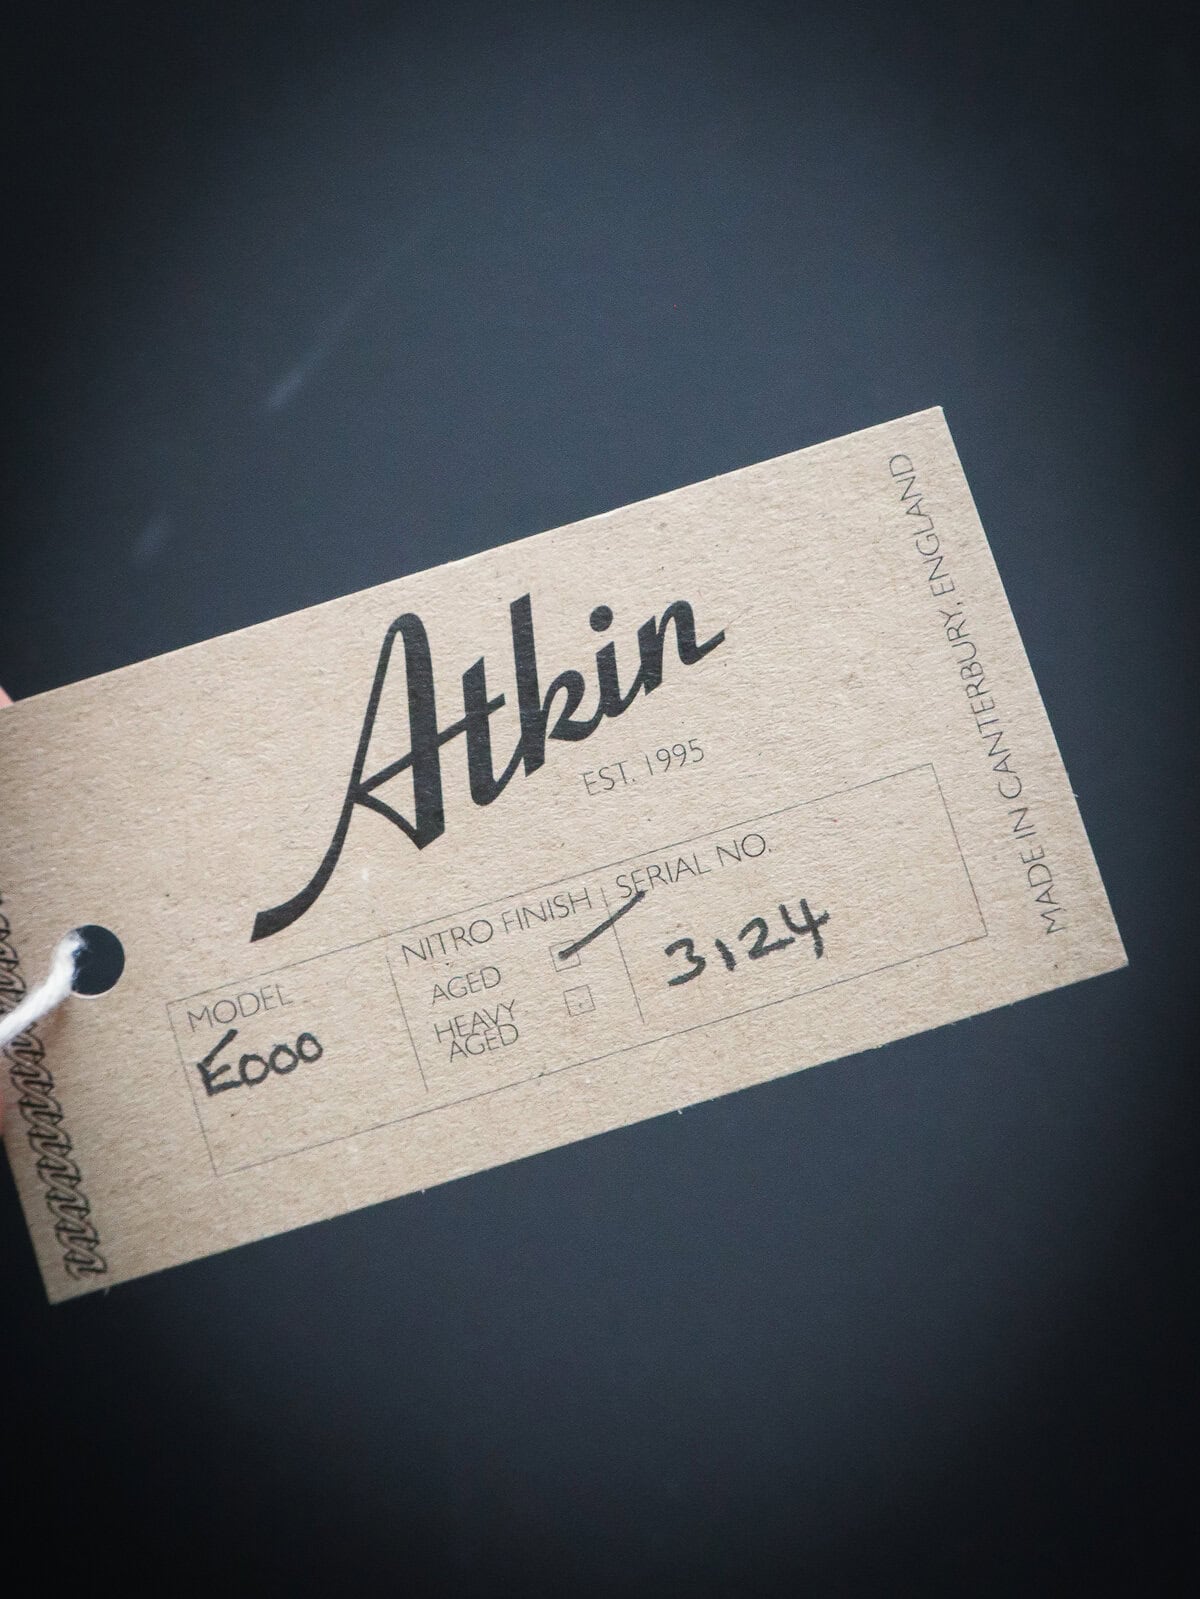 Atkin
EST. 1995
MODEL
E000
NITRO FINISH
AGED
HEAVY
AGED
SERIAL NO.
3124
MADE IN CANTERBURY, ENGLAND